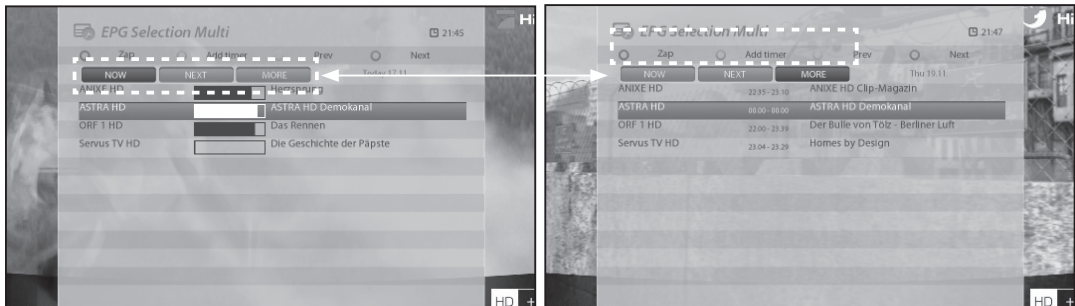 EPG Selection Multi
21:45
Zap Add timer Prev Next
NOW NEXT MORE Today 17.11.
ANIXE HD Herzsprung
ASTRA HD ASTRA HD Demokanal
ORF 1 HD Das Rennen
Servus TV HD Die Geschichte der Päpste
Hi
HD +
EPG Selection Multi
21:47
Zap Add timer Prev Next
NOW NEXT MORE Thu 19.11.
ANIXE HD 22:35 - 23:10 ANIXE HD Clip-Magazin
ASTRA HD 00:00 - 00:00 ASTRA HD Demokanal
ORF 1 HD 22:00 - 23:39 Der Bulle von Tölz - Berliner Luft
Servus TV HD 23:04 - 23:29 Homes by Design
Hi
HD +